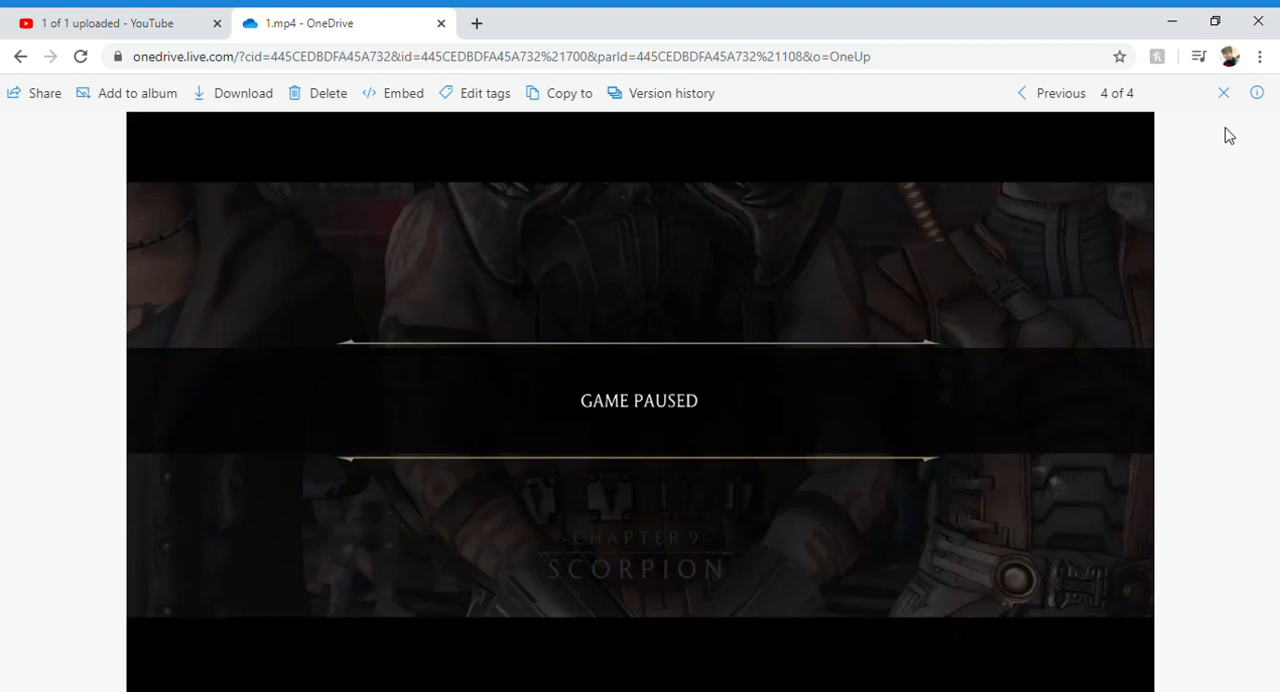 1 of 1 uploaded - YouTube
1.mp4 - OneDrive
onedrive.live.com/?cid=445CEDBDFA45A732&id=445CEDBDFA45A732%21700&parId=445CEDBDFA45A732%21108&o=OneUp
Share Add to album Download Delete Embed Edit tags Copy to Version history Previous 4 of 4
GAME PAUSED
-CHAPTER 9-
SCORPION